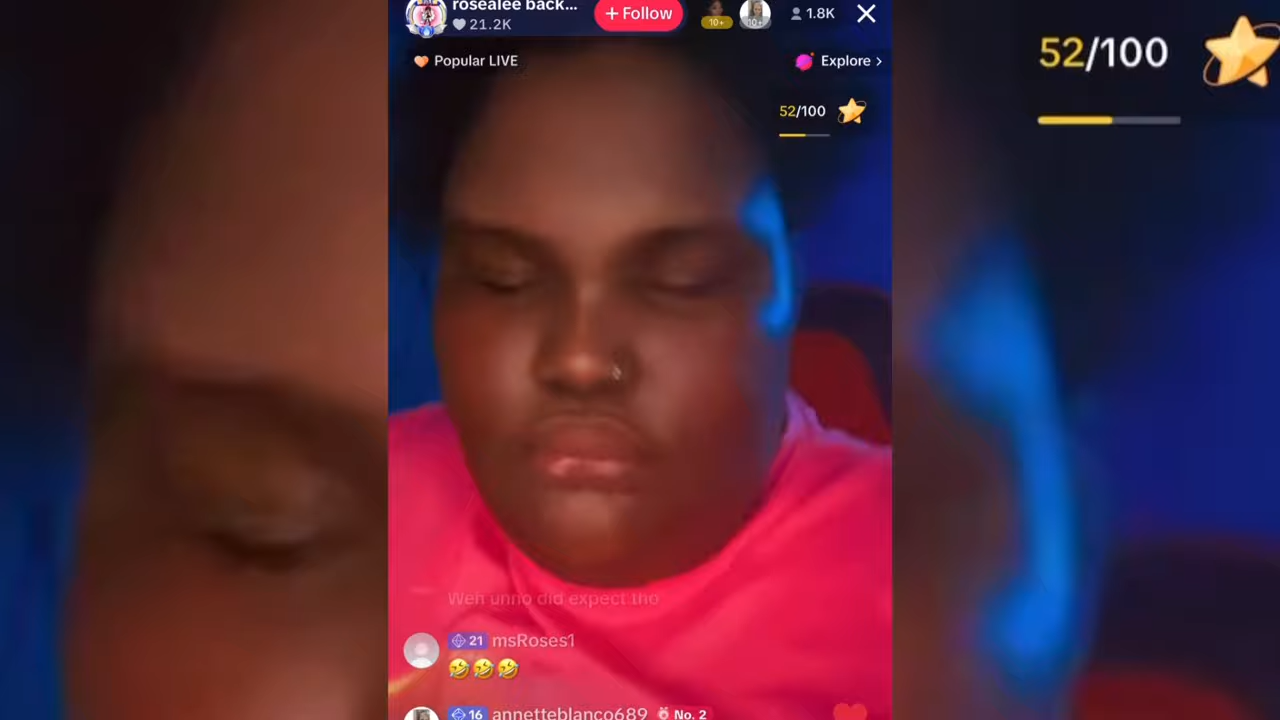 rosealee back...
21.2K
+ Follow
10+
10+
1.8K
Popular LIVE
Explore >
52/100
52/100
Weh unno did expect tho
21 msRoses1
16 annetteblanco689 No. 2